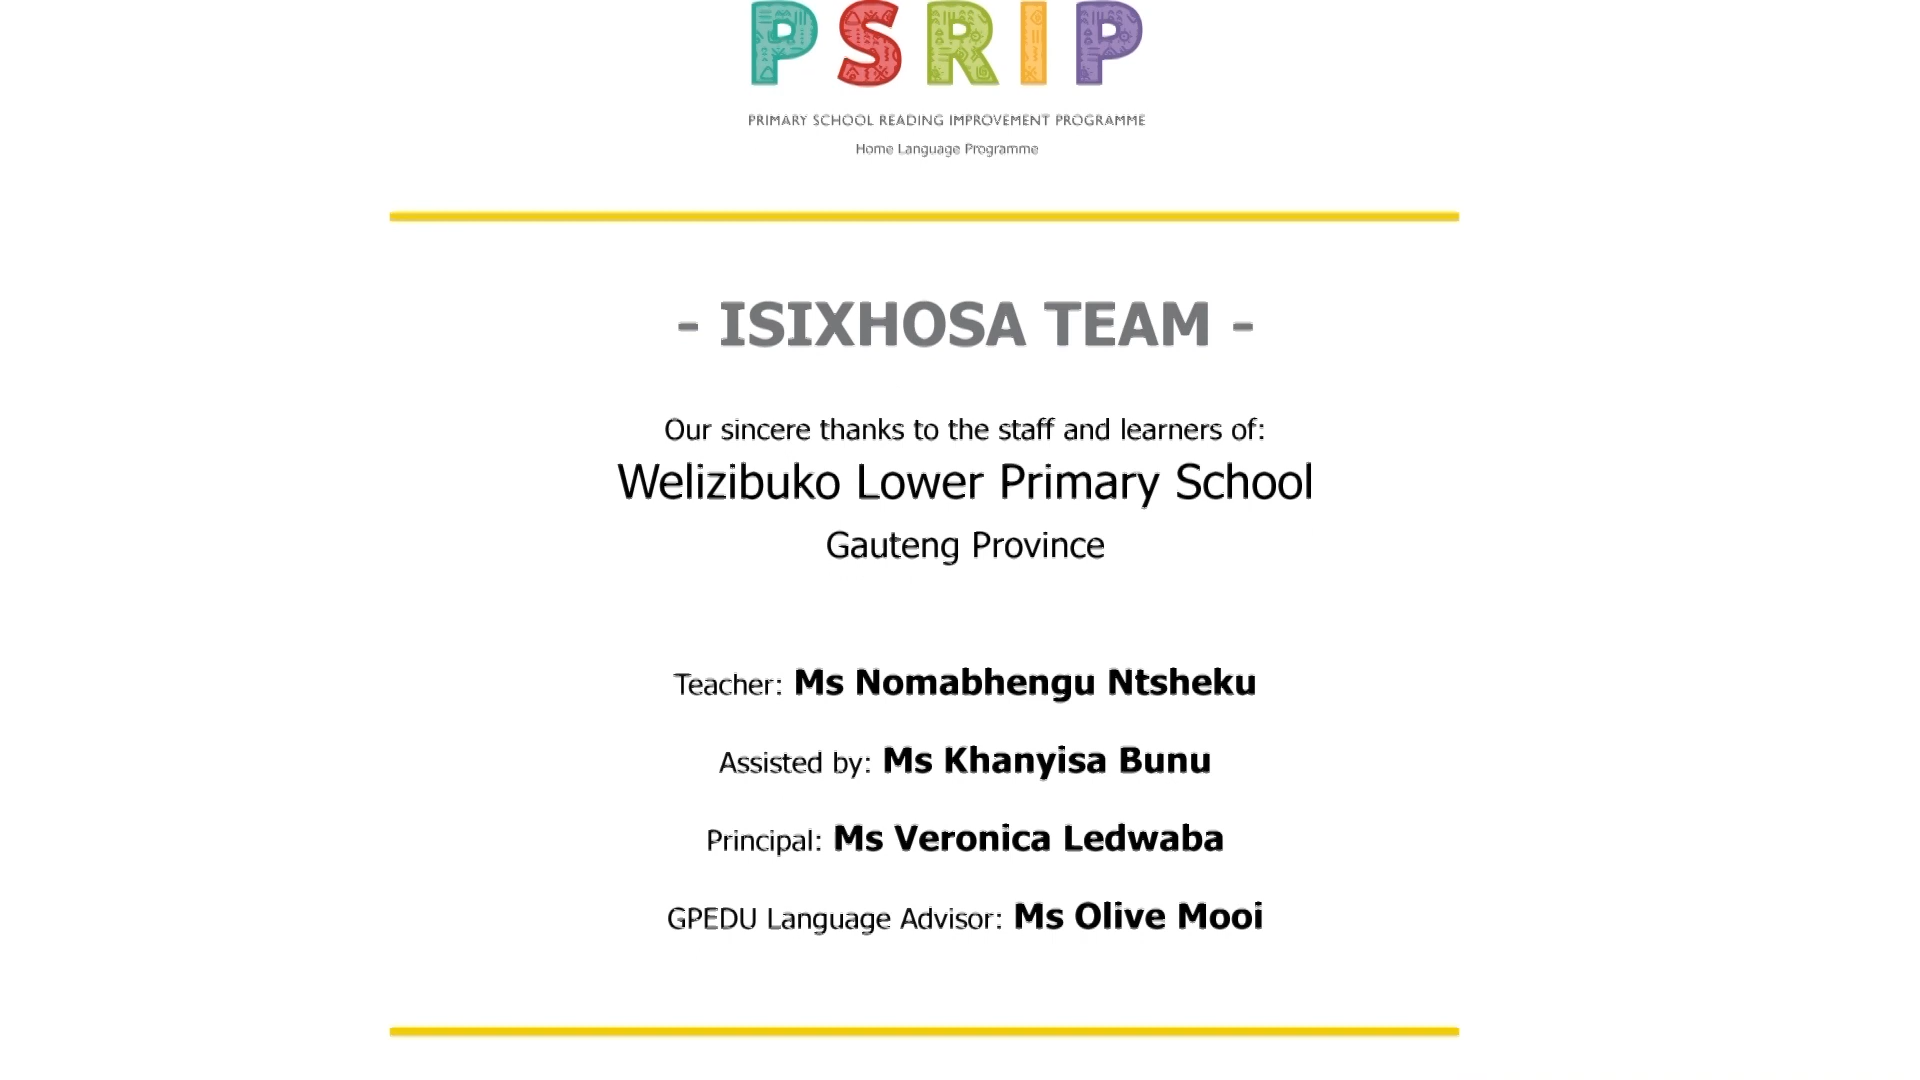 PSRIP
PRIMARY SCHOOL READING IMPROVEMENT PROGRAMME
Home Language Programme
- ISIXHOSA TEAM -
Our sincere thanks to the staff and learners of:
Welizibuko Lower Primary School
Gauteng Province
Teacher: Ms Nomabhengu Ntsheku
Assisted by: Ms Khanyisa Bunu
Principal: Ms Veronica Ledwaba
GPEDU Language Advisor: Ms Olive Mooi